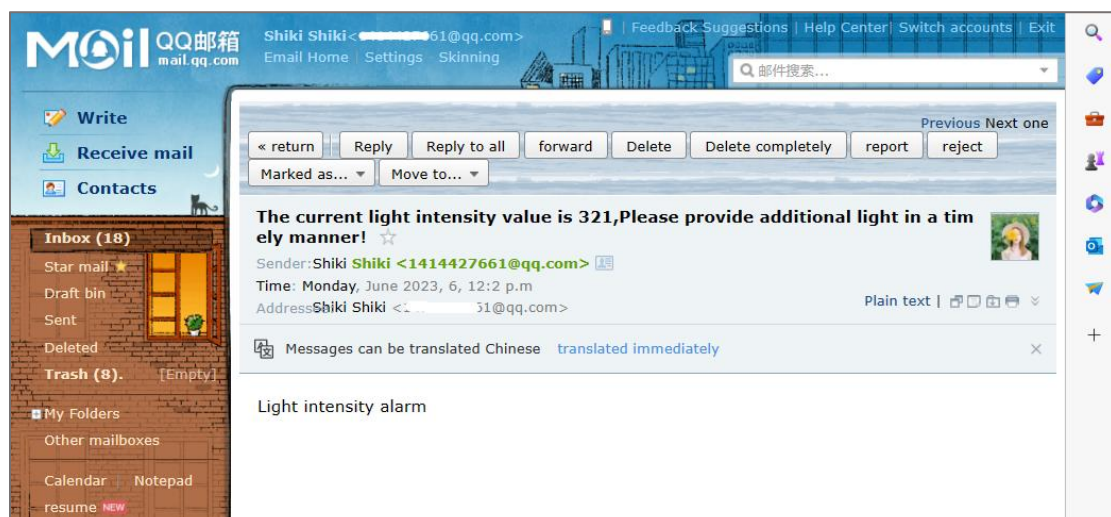 MOil QQ邮箱
mail.qq.com
Shiki Shiki< 61@qq.com>
Email Home Settings Skinning
| Feedback Suggestions | Help Center| Switch accounts | Exit
邮件搜索...
Write
Receive mail
Contacts
Inbox (18)
Star mail
Draft bin
Sent
Deleted
Trash (8). [Empty]
My Folders
Other mailboxes
Calendar | Notepad
resume NEW
Previous Next one
« return Reply Reply to all forward Delete Delete completely report reject
Marked as... Move to...
The current light intensity value is 321,Please provide additional light in a tim
ely manner!
Sender:Shiki Shiki <1414427661@qq.com>
Time: Monday, June 2023, 6, 12:2 p.m
Shiki Shiki < 51@qq.com>
Plain text |
Messages can be translated Chinese translated immediately
Light intensity alarm